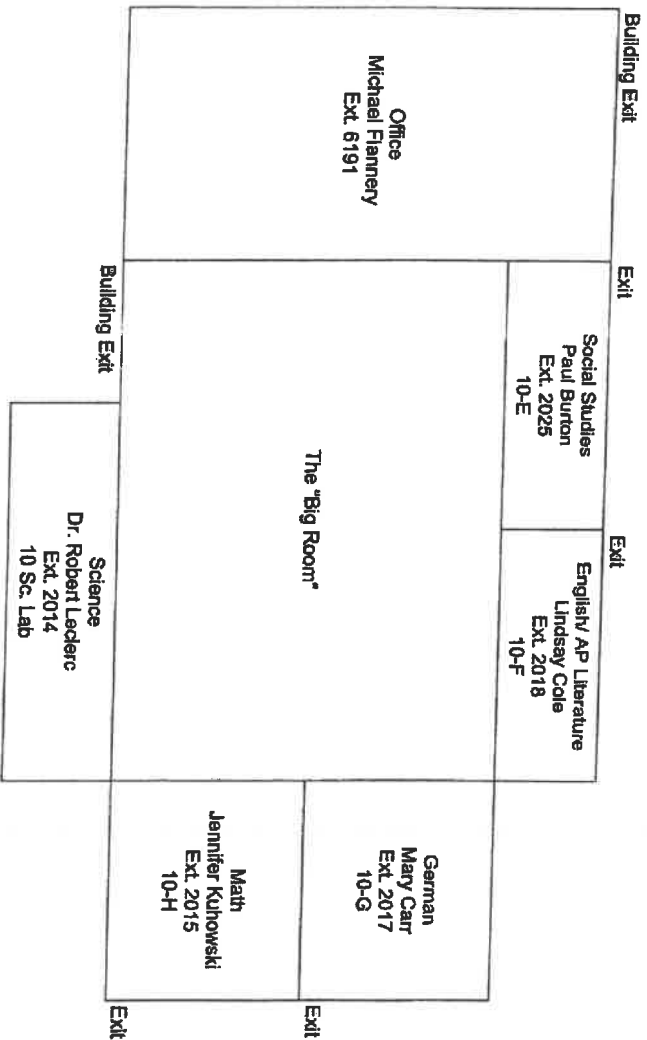 Building Exit
Office
Michael Flannery
Ext. 6191
Exit
Social Studies
Paul Burton
Ext. 2025
10-E
Exit
English/ AP Literature
Lindsay Cole
Ext. 2018
10-F
The "Big Room"
Building Exit
Science
Dr. Robert Leclerc
Ext. 2014
10 Sc. Lab
German
Mary Carr
Ext. 2017
10-G
Exit
Math
Jennifer Kuhowski
Ext. 2015
10-H
Exit